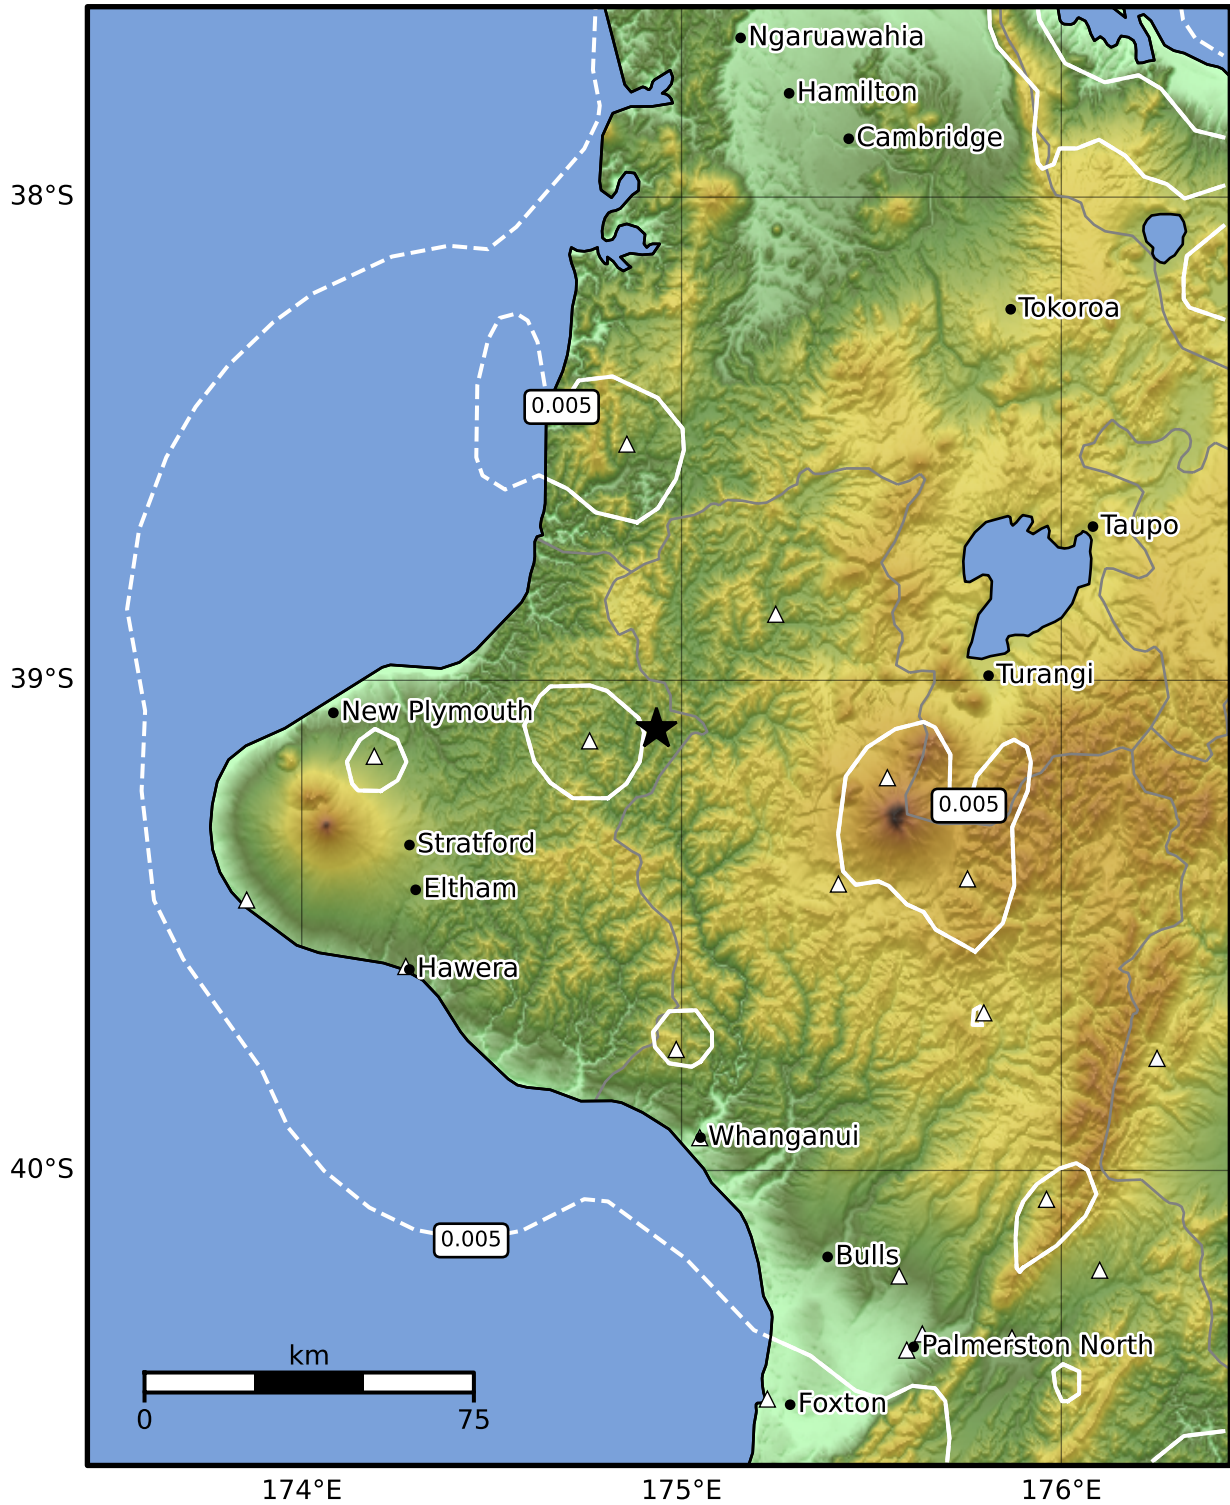 Ngaruawahia
Hamilton
Cambridge
38°S
Tokoroa
0.005
Taupo
39°S
Turangi
New Plymouth
0.005
Stratford
Eltham
Hawera
Whanganui
40°S
0.005
Bulls
Palmerston North
km
Foxton
0 75
174°E 175°E 176°E